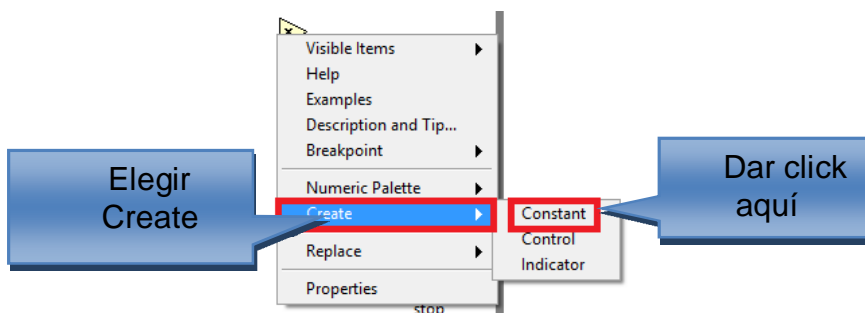 x
Visible Items
Help
Examples
Description and Tip...
Breakpoint
Numeric Palette
Create
Replace
Properties
stop
Constant
Control
Indicator
Elegir
Create
Dar click
aquí